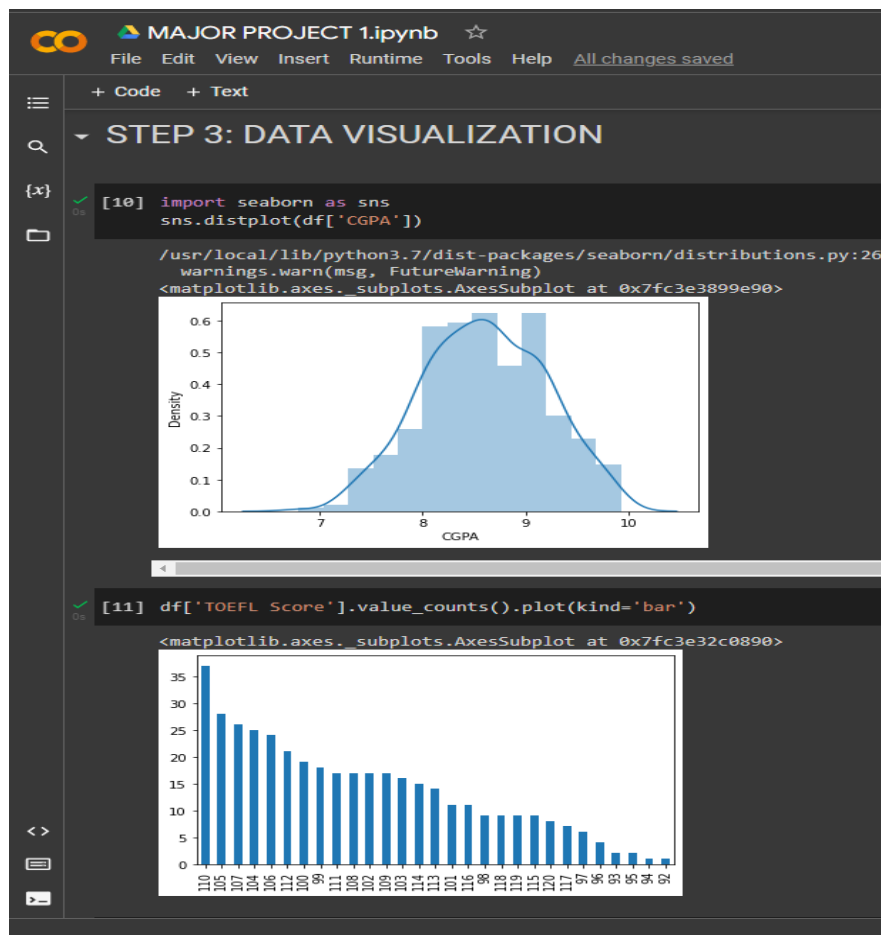 MAJOR PROJECT 1.ipynb
File Edit View Insert Runtime Tools Help All changes saved
+ Code + Text
STEP 3: DATA VISUALIZATION
{x}
[10] import seaborn as sns
0s
sns.distplot(df['CGPA'])
/usr/local/lib/python3.7/dist-packages/seaborn/distributions.py:26
warnings.warn(msg, FutureWarning)
<matplotlib.axes._subplots.AxesSubplot at 0x7fc3e3899e90>
0.6
0.5
0.4
0.3
0.2
0.1
0.0
Density
7 8 9 10
CGPA
[11] df['TOEFL Score'].value_counts().plot(kind='bar')
0s
<matplotlib.axes._subplots.AxesSubplot at 0x7fc3e32c0890>
35
30
25
20
15
10
5
0
110 105 107 104 106 112 100 99 111 108 102 109 103 114 113 101 116 98 118 119 115 120 117 97 96 93 95 94 92